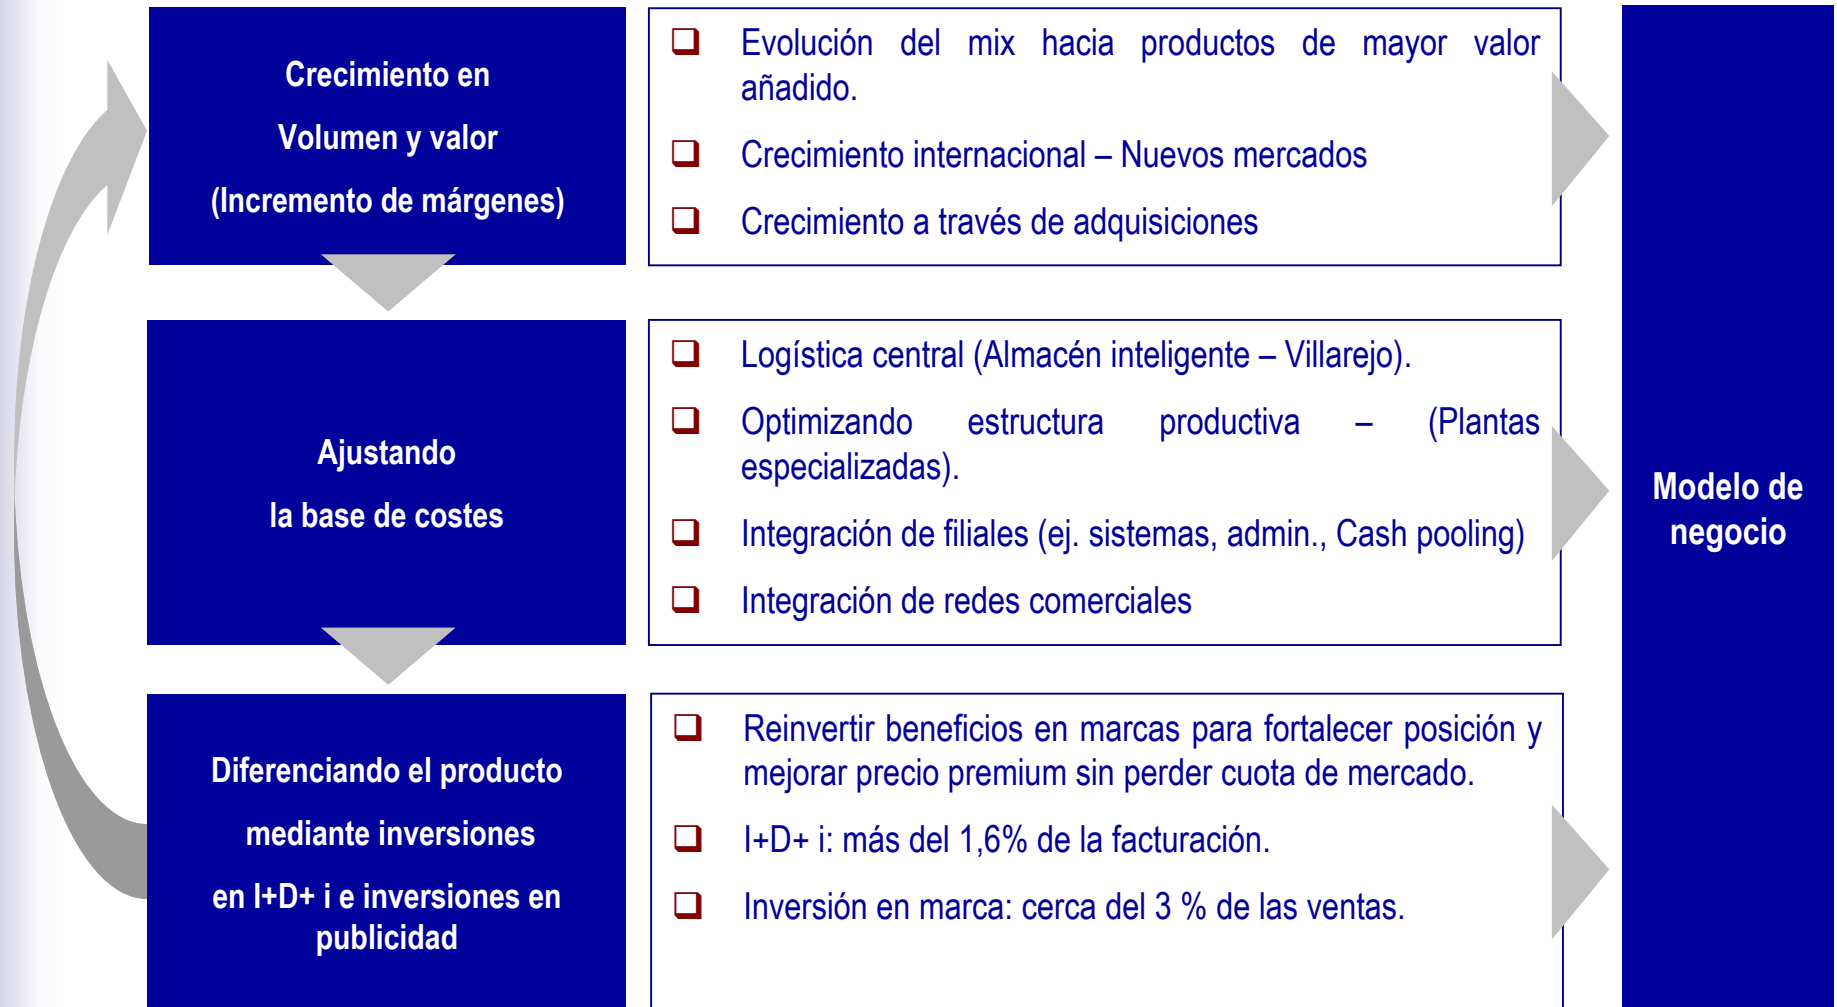 Crecimiento en
Volumen y valor
(Incremento de márgenes)
Evolución del mix hacia productos de mayor valor
añadido.
Crecimiento internacional – Nuevos mercados
Crecimiento a través de adquisiciones
Ajustando
la base de costes
Logística central (Almacén inteligente – Villarejo).
Optimizando estructura productiva – (Plantas
especializadas).
Integración de filiales (ej. sistemas, admin., Cash pooling)
Integración de redes comerciales
Diferenciando el producto
mediante inversiones
en I+D+ i e inversiones en
publicidad
Reinvertir beneficios en marcas para fortalecer posición y
mejorar precio premium sin perder cuota de mercado.
I+D+ i: más del 1,6% de la facturación.
Inversión en marca: cerca del 3 % de las ventas.
Modelo de
negocio